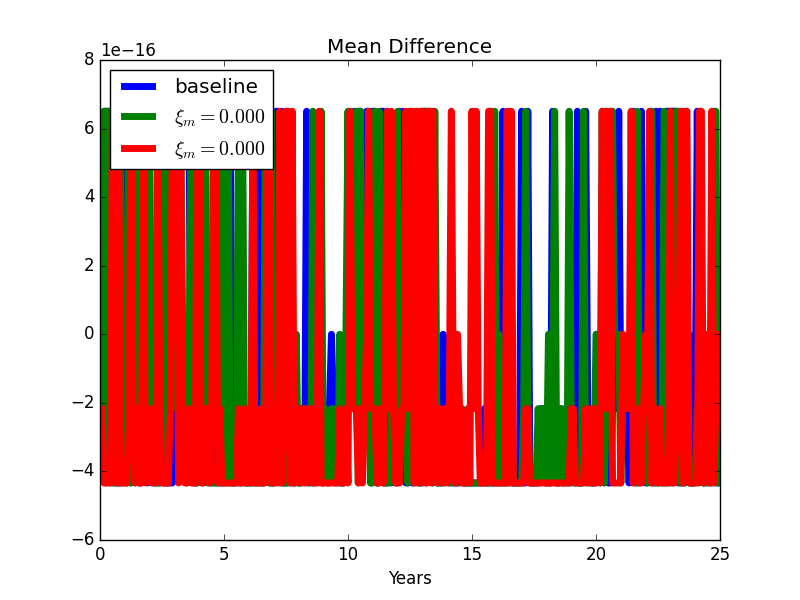 Mean Difference
1e−16
baseline
ξm = 0.000
ξm = 0.000
8
6
4
2
0
−2
−4
−6
0 5 10 15 20 25
Years